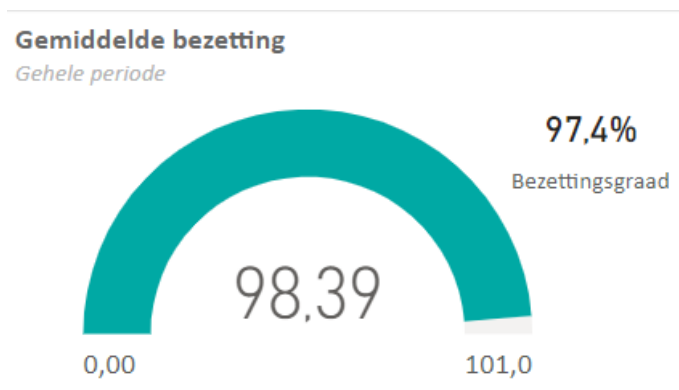 Gemiddelde bezetting
Gehele periode
97,4%
Bezettingsgraad
98,39
0,00
101,0